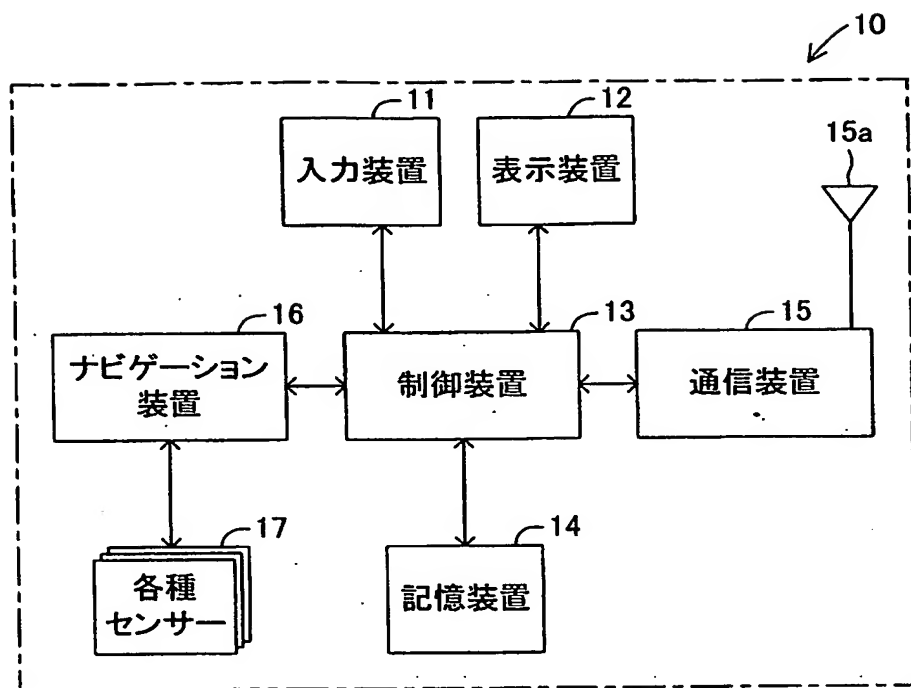 10
11
入力装置
12
表示装置
15a
16
ナビゲーション
装置
13
制御装置
15
通信装置
17
各種
センサー
14
記憶装置